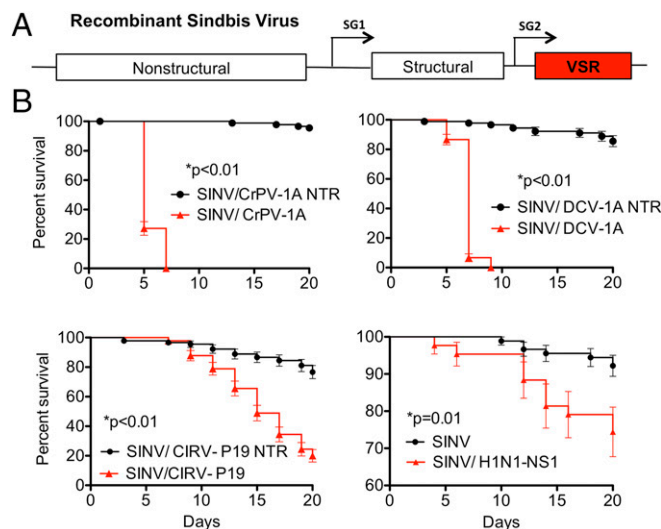 A
Recombinant Sindbis Virus
SG1
SG2
Nonstructural
Structural
VSR
B
Percent survival
100
80
60
40
20
0
*p<0.01
SINV/CrPV-1A NTR
SINV/ CrPV-1A
0 5 10 15 20
100
80
60
40
20
0
*p<0.01
SINV/ DCV-1A NTR
SINV/ DCV-1A
0 5 10 15 20
Percent survival
100
80
60
40
20
0
*p<0.01
SINV/ CIRV- P19 NTR
SINV/CIRV- P19
0 5 10 15 20
Days
100
90
80
70
60
*p=0.01
SINV
SINV/ H1N1-NS1
0 5 10 15 20
Days